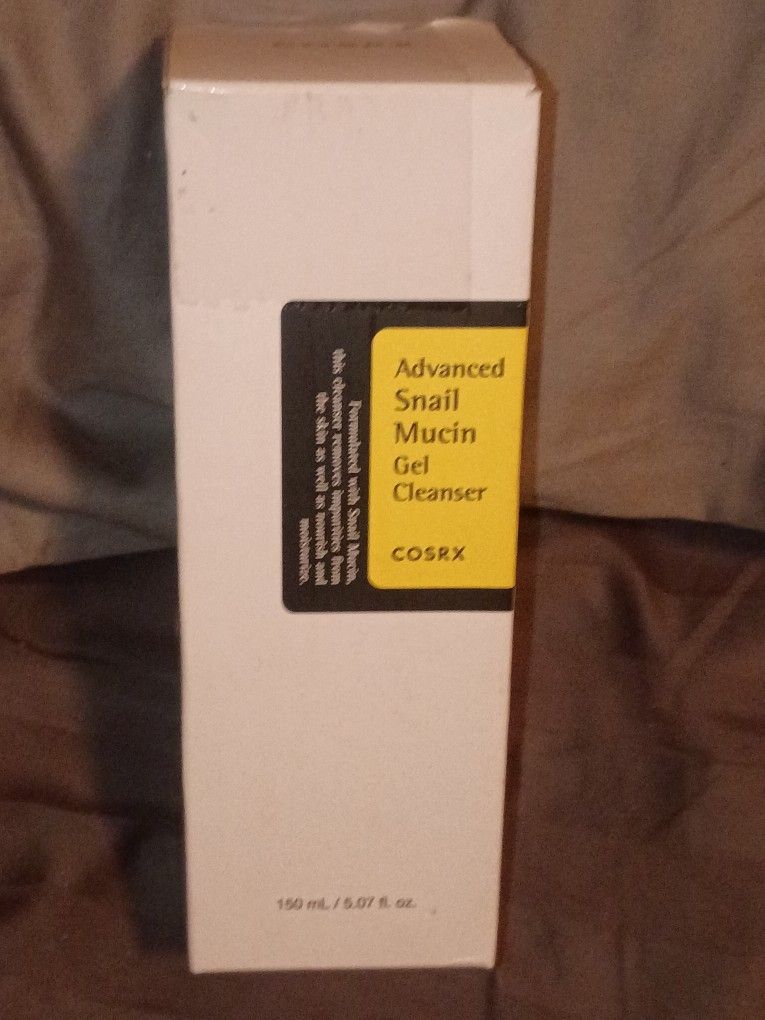 Advanced
Snail
Mucin
Gel
Cleanser
COSRX
Formulated with Snail Mucin,
this cleanser removes impurities from
the skin as well as nourish and
moisturize.
150 mL / 5.07 fl. oz.